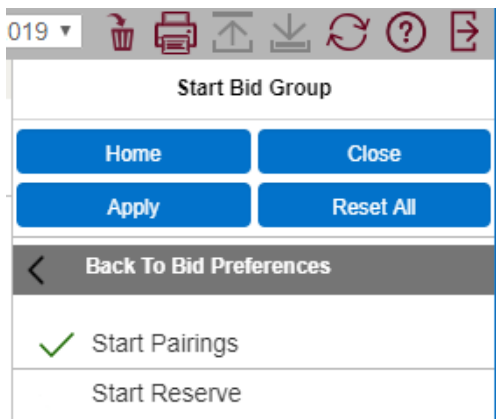 019
Start Bid Group
Home Close
Apply Reset All
Back To Bid Preferences
Start Pairings
Start Reserve